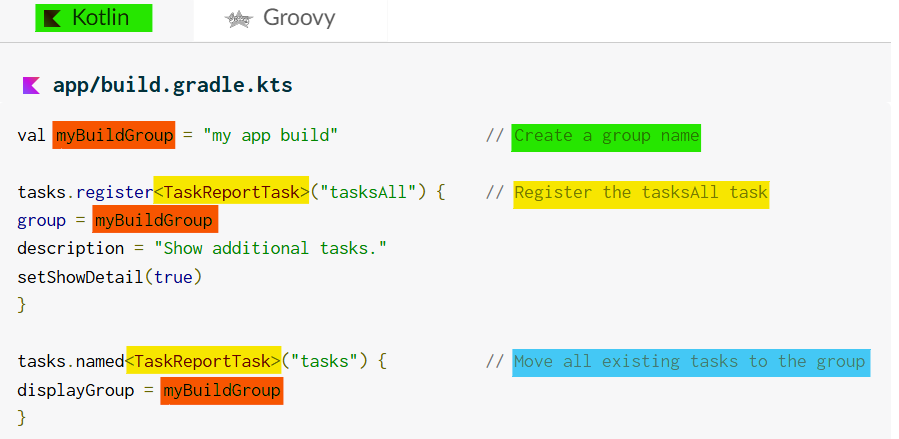 Kotlin Groovy
app/build.gradle.kts
val myBuildGroup = "my app build" // Create a group name
tasks.register<TaskReportTask>("tasksAll") { // Register the tasksAll task
group = myBuildGroup
description = "Show additional tasks."
setShowDetail(true)
}
tasks.named<TaskReportTask>("tasks") { // Move all existing tasks to the group
displayGroup = myBuildGroup
}